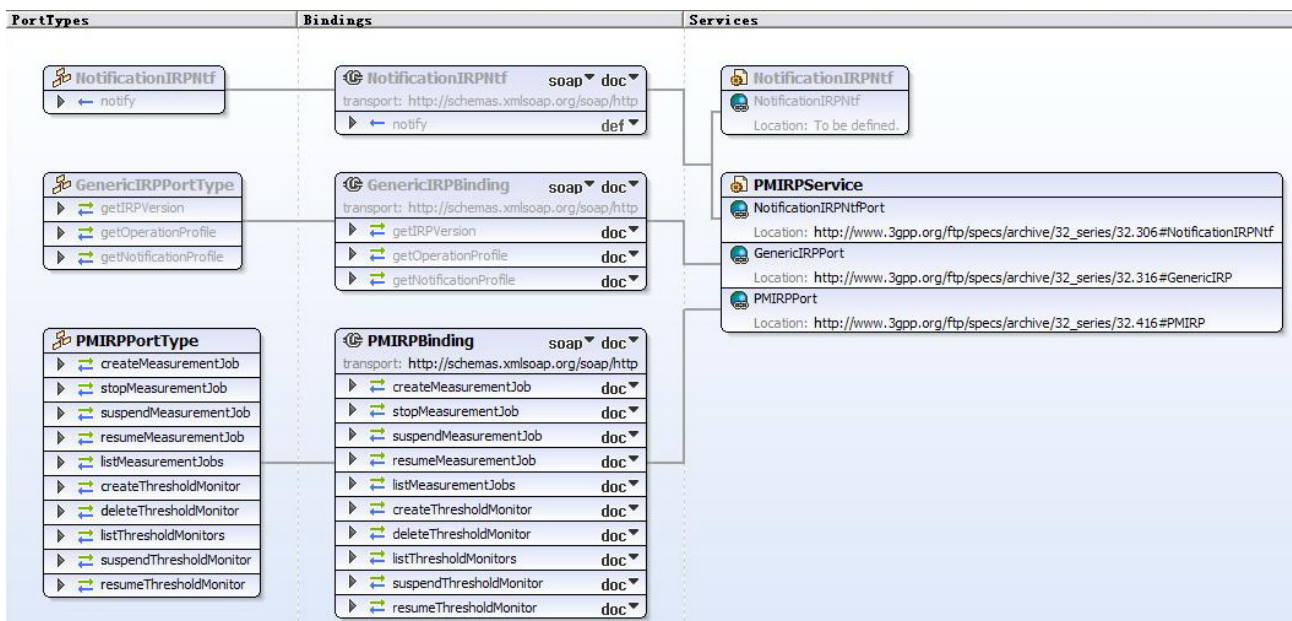 PortTypes
Bindings
Services
NotificationIRPNtf
notify
NotificationIRPNtf soap doc
transport: http://schemas.xmlsoap.org/soap/http
notify def
NotificationIRPNtf
NotificationIRPNtf
Location: To be defined.
GenericIRPPortType
getIRPVersion
getOperationProfile
getNotificationProfile
GenericIRPBinding soap doc
transport: http://schemas.xmlsoap.org/soap/http
getIRPVersion doc
getOperationProfile doc
getNotificationProfile doc
PMIRPService
NotificationIRPNtfPort
Location: http://www.3gpp.org/ftp/specs/archive/32_series/32.306#NotificationIRPNtf
GenericIRPPort
Location: http://www.3gpp.org/ftp/specs/archive/32_series/32.316#GenericIRP
PMIRPPort
Location: http://www.3gpp.org/ftp/specs/archive/32_series/32.416#PMIRP
PMIRPPortType
createMeasurementJob
stopMeasurementJob
suspendMeasurementJob
resumeMeasurementJob
listMeasurementJobs
createThresholdMonitor
deleteThresholdMonitor
listThresholdMonitors
suspendThresholdMonitor
resumeThresholdMonitor
PMIRPBinding soap doc
transport: http://schemas.xmlsoap.org/soap/http
createMeasurementJob doc
stopMeasurementJob doc
suspendMeasurementJob doc
resumeMeasurementJob doc
listMeasurementJobs doc
createThresholdMonitor doc
deleteThresholdMonitor doc
listThresholdMonitors doc
suspendThresholdMonitor doc
resumeThresholdMonitor doc